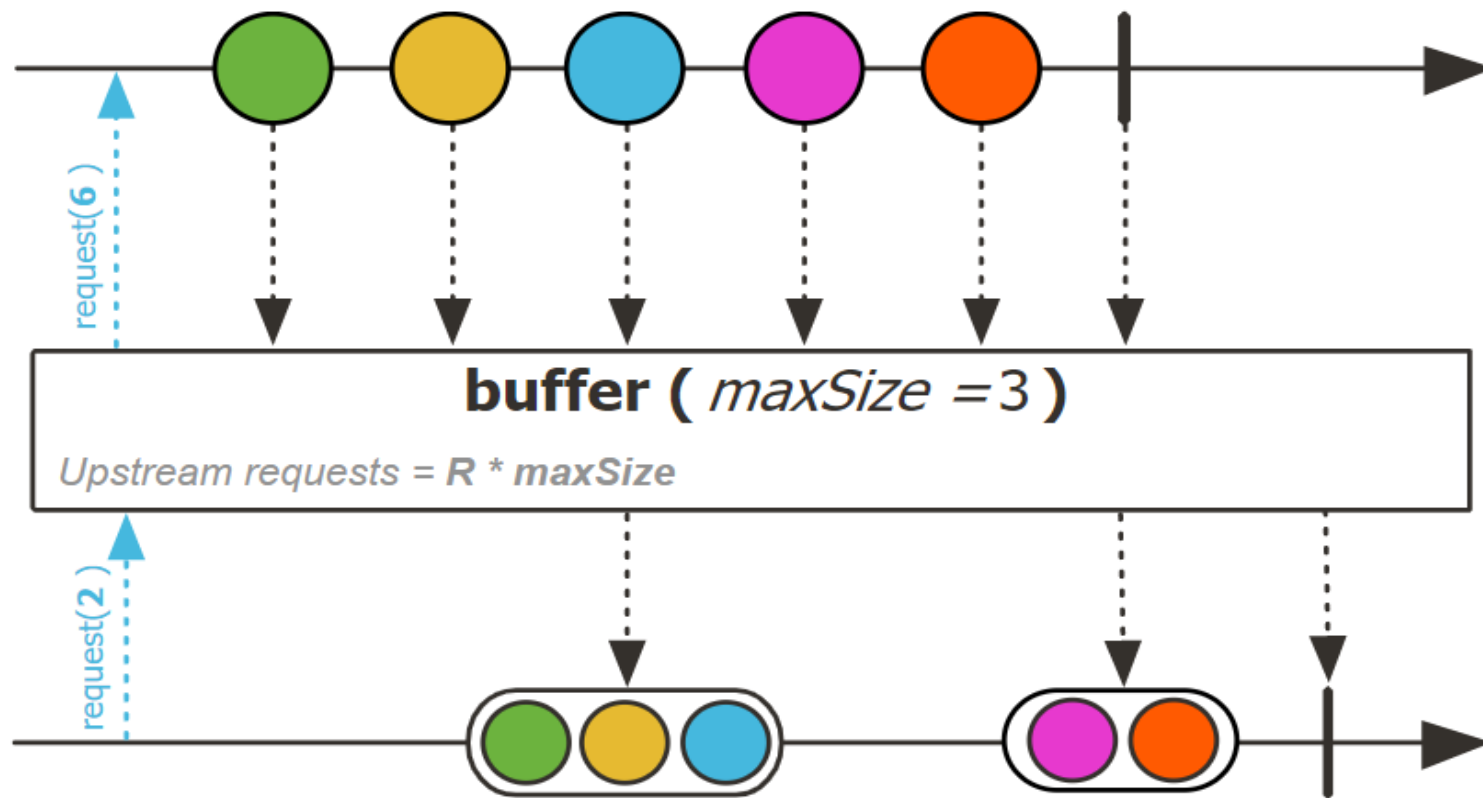 request(6)
buffer ( maxSize = 3 )
Upstream requests = R * maxSize
request(2)